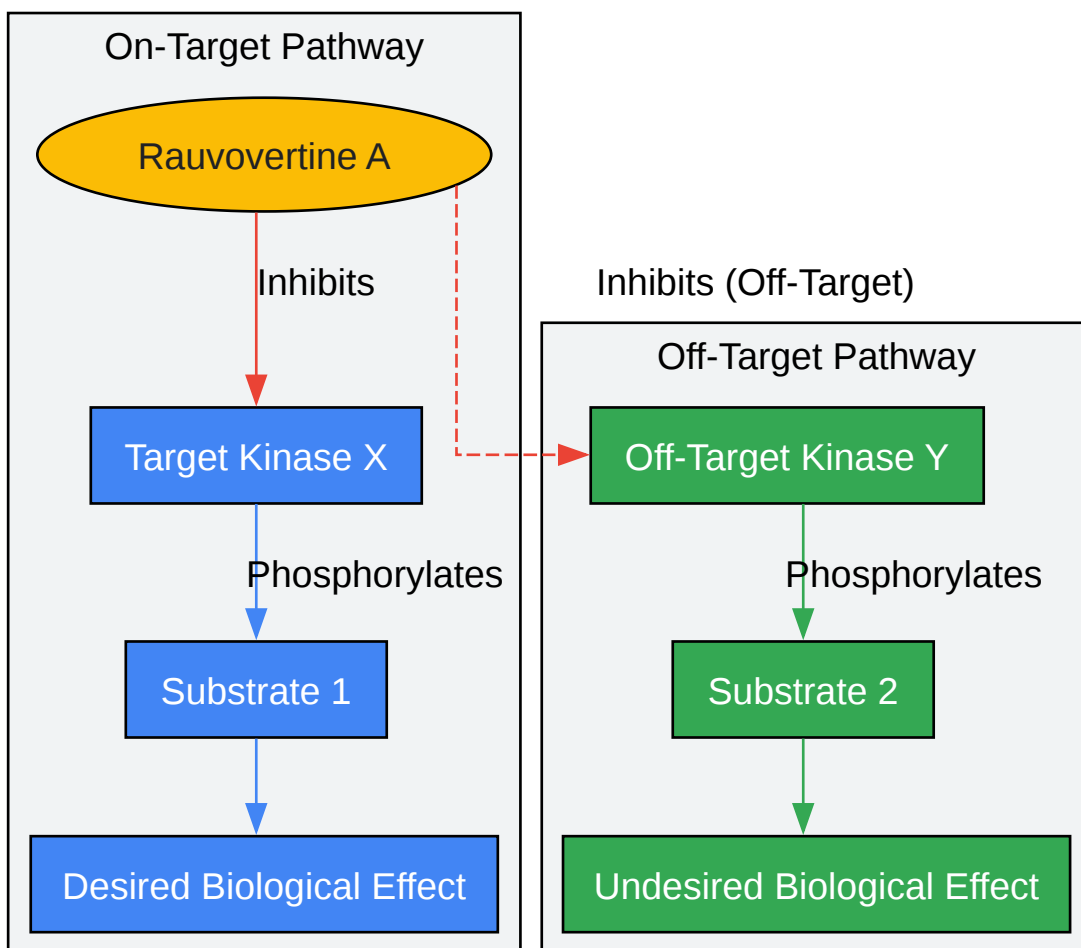 On-Target Pathway
Rauvovertine A
Inhibits
Inhibits (Off-Target)
Off-Target Pathway
Target Kinase X
Off-Target Kinase Y
Phosphorylates
Phosphorylates
Substrate 1
Substrate 2
Desired Biological Effect
Undesired Biological Effect